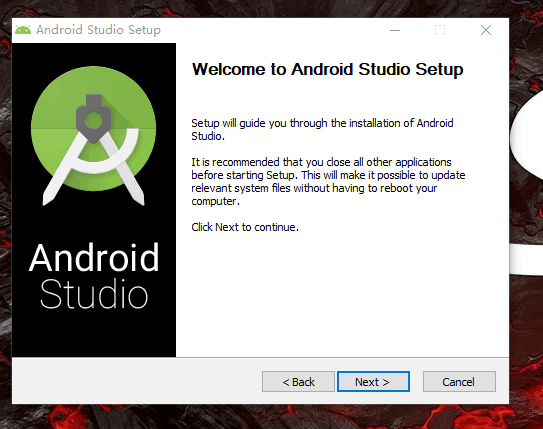 Android Studio Setup
Welcome to Android Studio Setup
Setup will guide you through the installation of Android
Studio.
It is recommended that you close all other applications
before starting Setup. This will make it possible to update
relevant system files without having to reboot your
computer.
Click Next to continue.
Android
Studio
< Back
Next >
Cancel